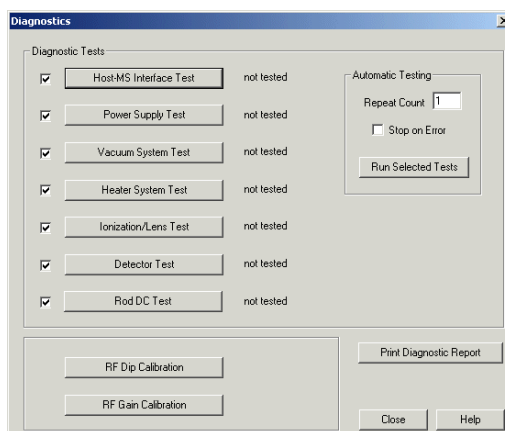 Diagnostics
Diagnostic Tests
Host-MS Interface Test not tested
Power Supply Test not tested
Vacuum System Test not tested
Heater System Test not tested
Ionization/Lens Test not tested
Detector Test not tested
Rod DC Test not tested
Automatic Testing
Repeat Count 1
Stop on Error
Run Selected Tests
RF Dip Calibration
RF Gain Calibration
Print Diagnostic Report
Close Help